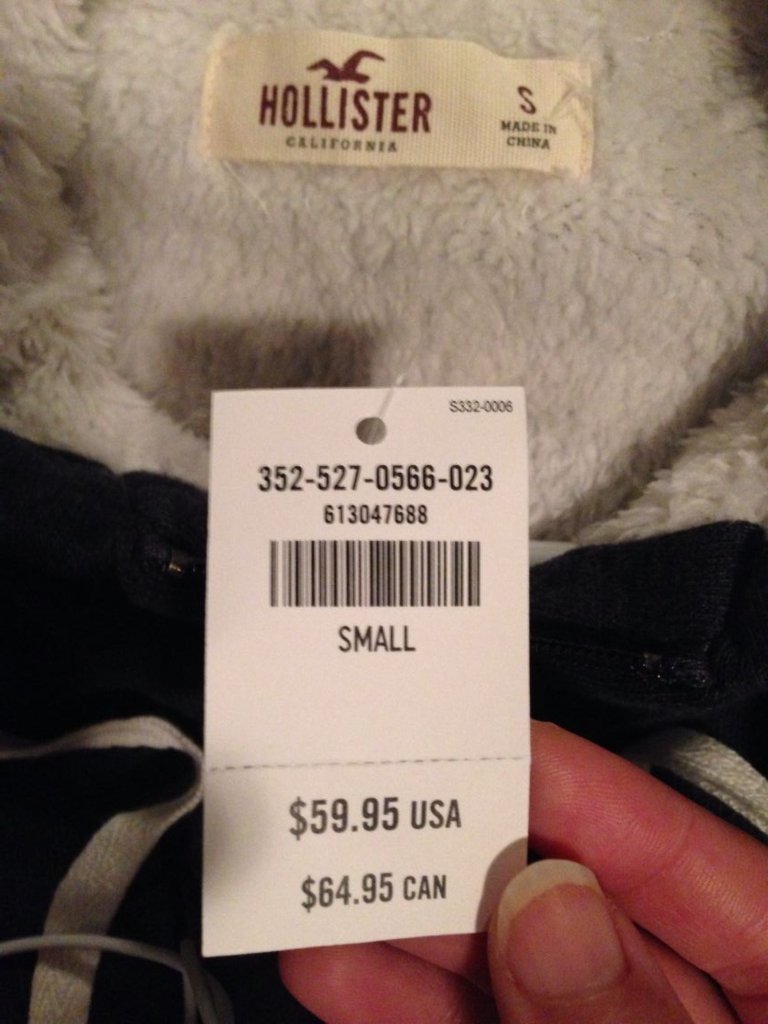 HOLLISTER
CALIFORNIA
S
MADE IN
CHINA
S332-0006
352-527-0566-023
613047688
SMALL
$59.95 USA
$64.95 CAN